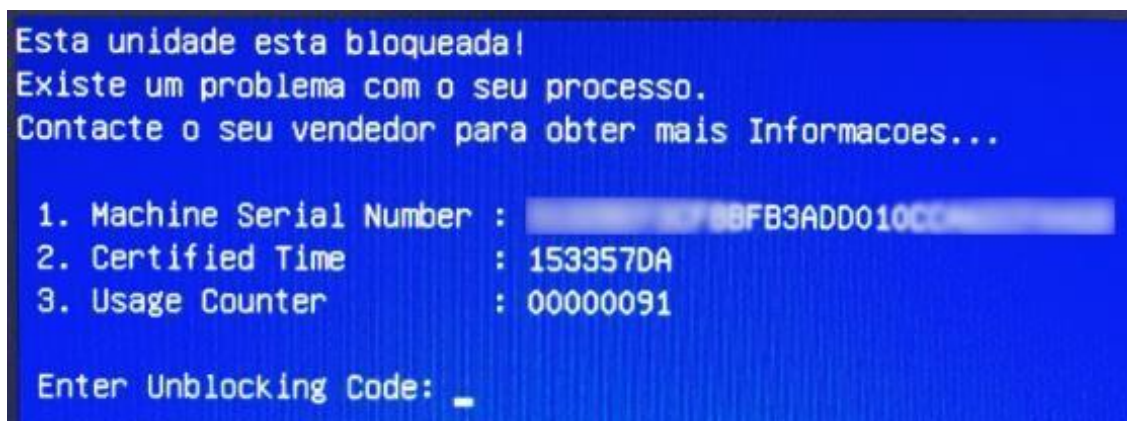 Esta unidade esta bloqueada!
Existe um problema com o seu processo.
Contacte o seu vendedor para obter mais Informacoes...
1. Machine Serial Number :
2. Certified Time : 153357DA
3. Usage Counter : 00000091
Enter Unblocking Code: _